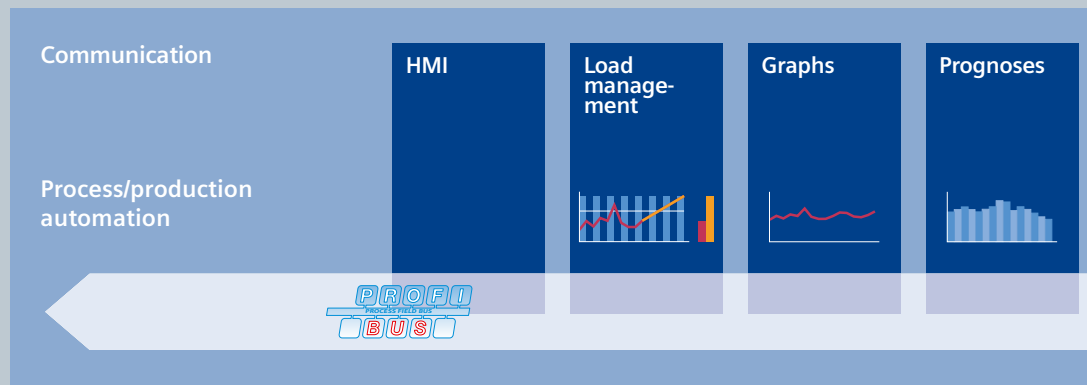 Communication
Process/production
automation
HMI
Load
manage-
ment
Graphs
Prognoses
PROFI
PROCESS FIELD BUS
BUS